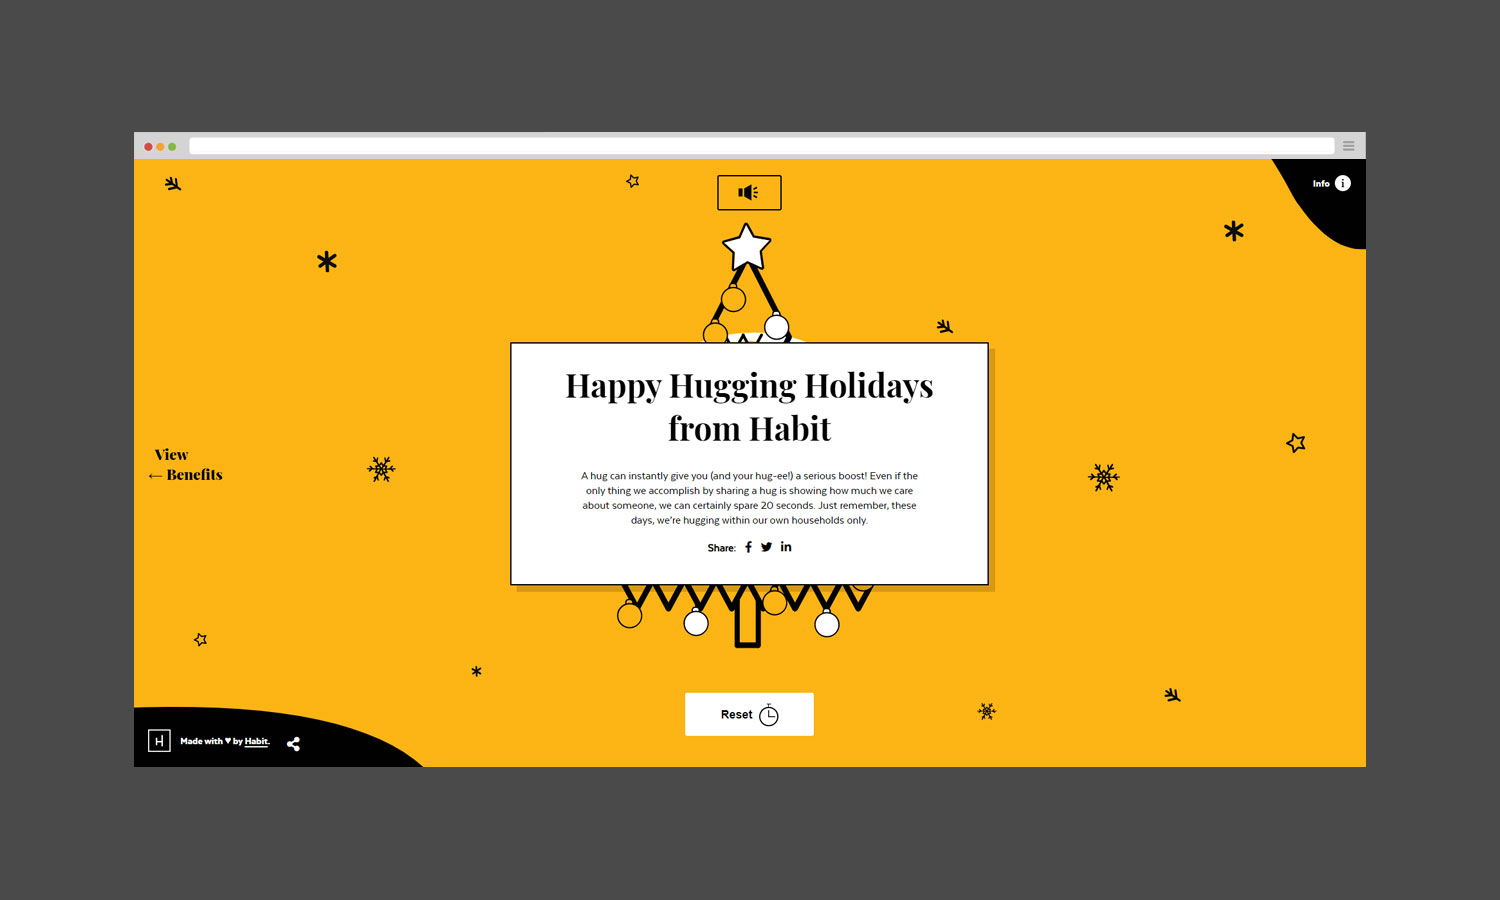 Info i
Happy Hugging Holidays
from Habit
View
← Benefits
A hug can instantly give you (and your hug-ee!) a serious boost! Even if the
only thing we accomplish by sharing a hug is showing how much we care
about someone, we can certainly spare 20 seconds. Just remember, these
days, we're hugging within our own households only.
Share: f in
Reset
H Made with ♥ by Habit.